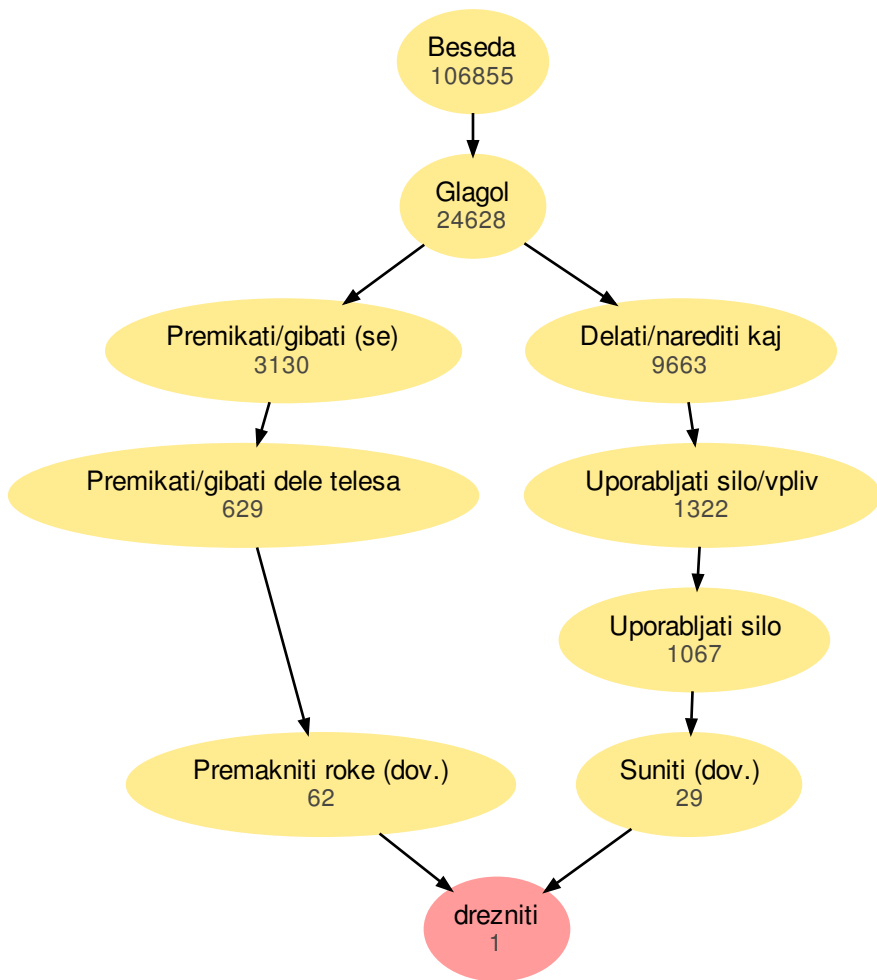 Beseda
106855
Glagol
24628
Premikati/gibati (se)
3130
Delati/narediti kaj
9663
Premikati/gibati dele telesa
629
Uporabljati silo/vpliv
1322
Uporabljati silo
1067
Premakniti roke (dov.)
62
Suniti (dov.)
29
drezniti
1